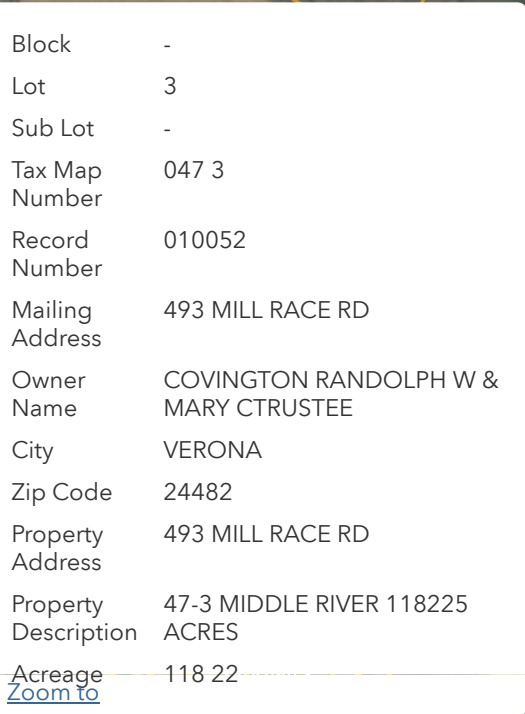 Block -
Lot 3
Sub Lot -
Tax Map 047 3
Number
Record 010052
Number
Mailing 493 MILL RACE RD
Address
Owner COVINGTON RANDOLPH W &
Name MARY CTRUSTEE
City VERONA
Zip Code 24482
Property 493 MILL RACE RD
Address
Property 47-3 MIDDLE RIVER 118225
Description ACRES
Acreage 118 22
Zoom to